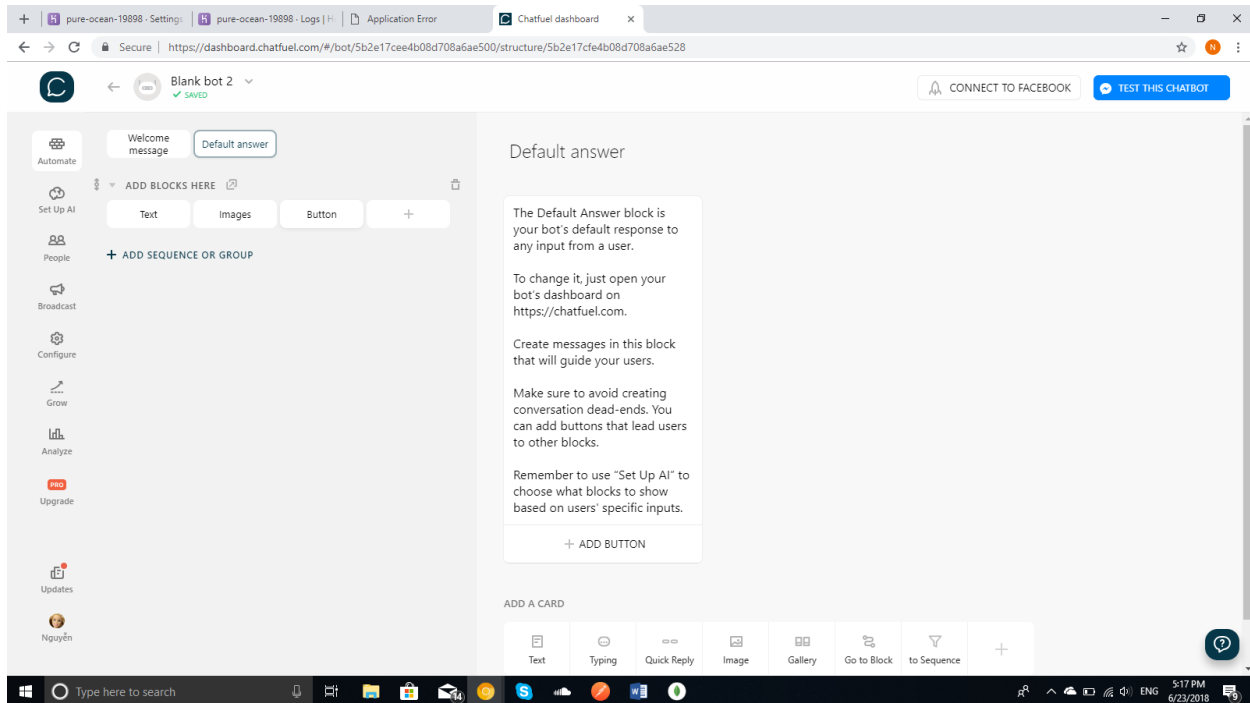 pure-ocean-19898 - Settings
pure-ocean-19898 - Logs | H
Application Error
Chatfuel dashboard
Secure | https://dashboard.chatfuel.com/#/bot/5b2e17cee4b08d708a6ae500/structure/5b2e17cfe4b08d708a6ae528
N
Blank bot 2
SAVED
CONNECT TO FACEBOOK
TEST THIS CHATBOT
Automate
Set Up AI
People
Broadcast
Configure
Grow
Analyze
PRO
Upgrade
Updates
Nguyễn
Welcome
message
Default answer
ADD BLOCKS HERE
Text Images Button
+ ADD SEQUENCE OR GROUP
Default answer
The Default Answer block is
your bot's default response to
any input from a user.
To change it, just open your
bot's dashboard on
https://chatfuel.com.
Create messages in this block
that will guide your users.
Make sure to avoid creating
conversation dead-ends. You
can add buttons that lead users
to other blocks.
Remember to use “Set Up AI” to
choose what blocks to show
based on users' specific inputs.
+ ADD BUTTON
ADD A CARD
Text Typing Quick Reply Image Gallery Go to Block to Sequence
Type here to search
14
ENG
5:17 PM
6/23/2018
9